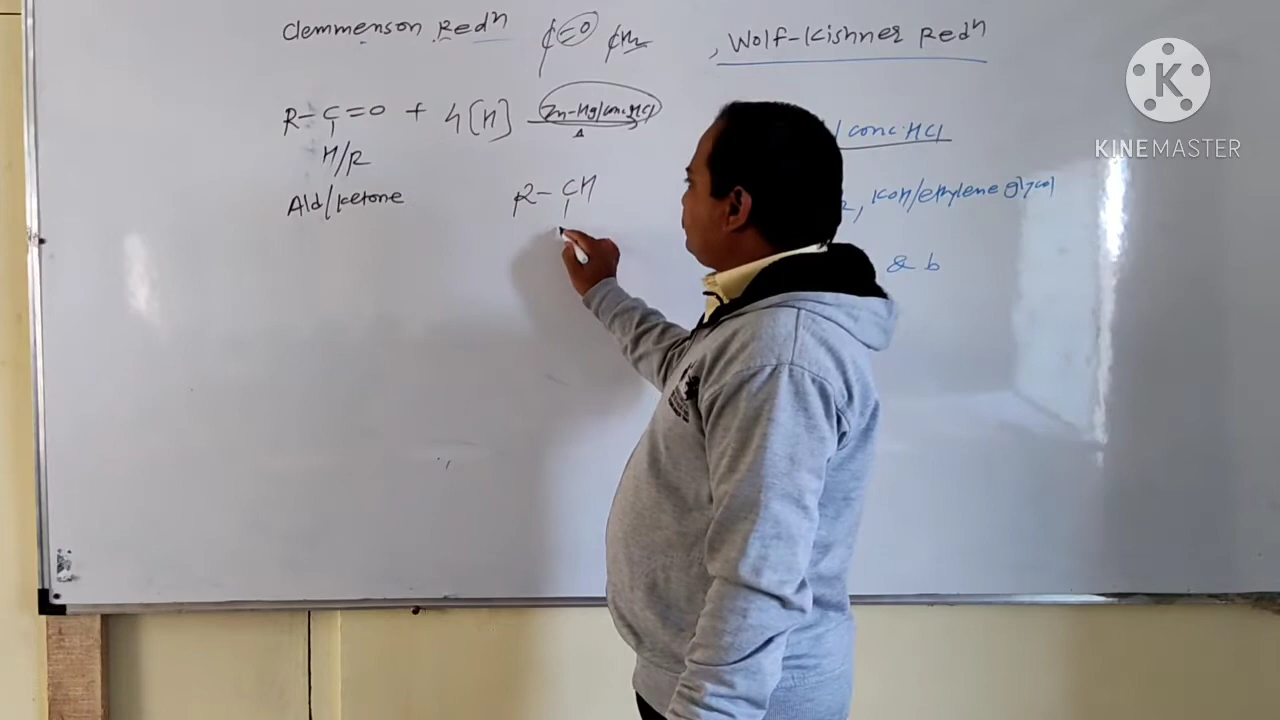 Clemmenson Redⁿ C=O CH₂ , Wolf-Kishner Redⁿ
R-C=O + 4[H] Zn-Hg/conc.HCl
Δ
H/R
Ald/Ketone
R-CH
/conc.HCl
, KOH/ethylene glycol
& b
K
KINEMASTER